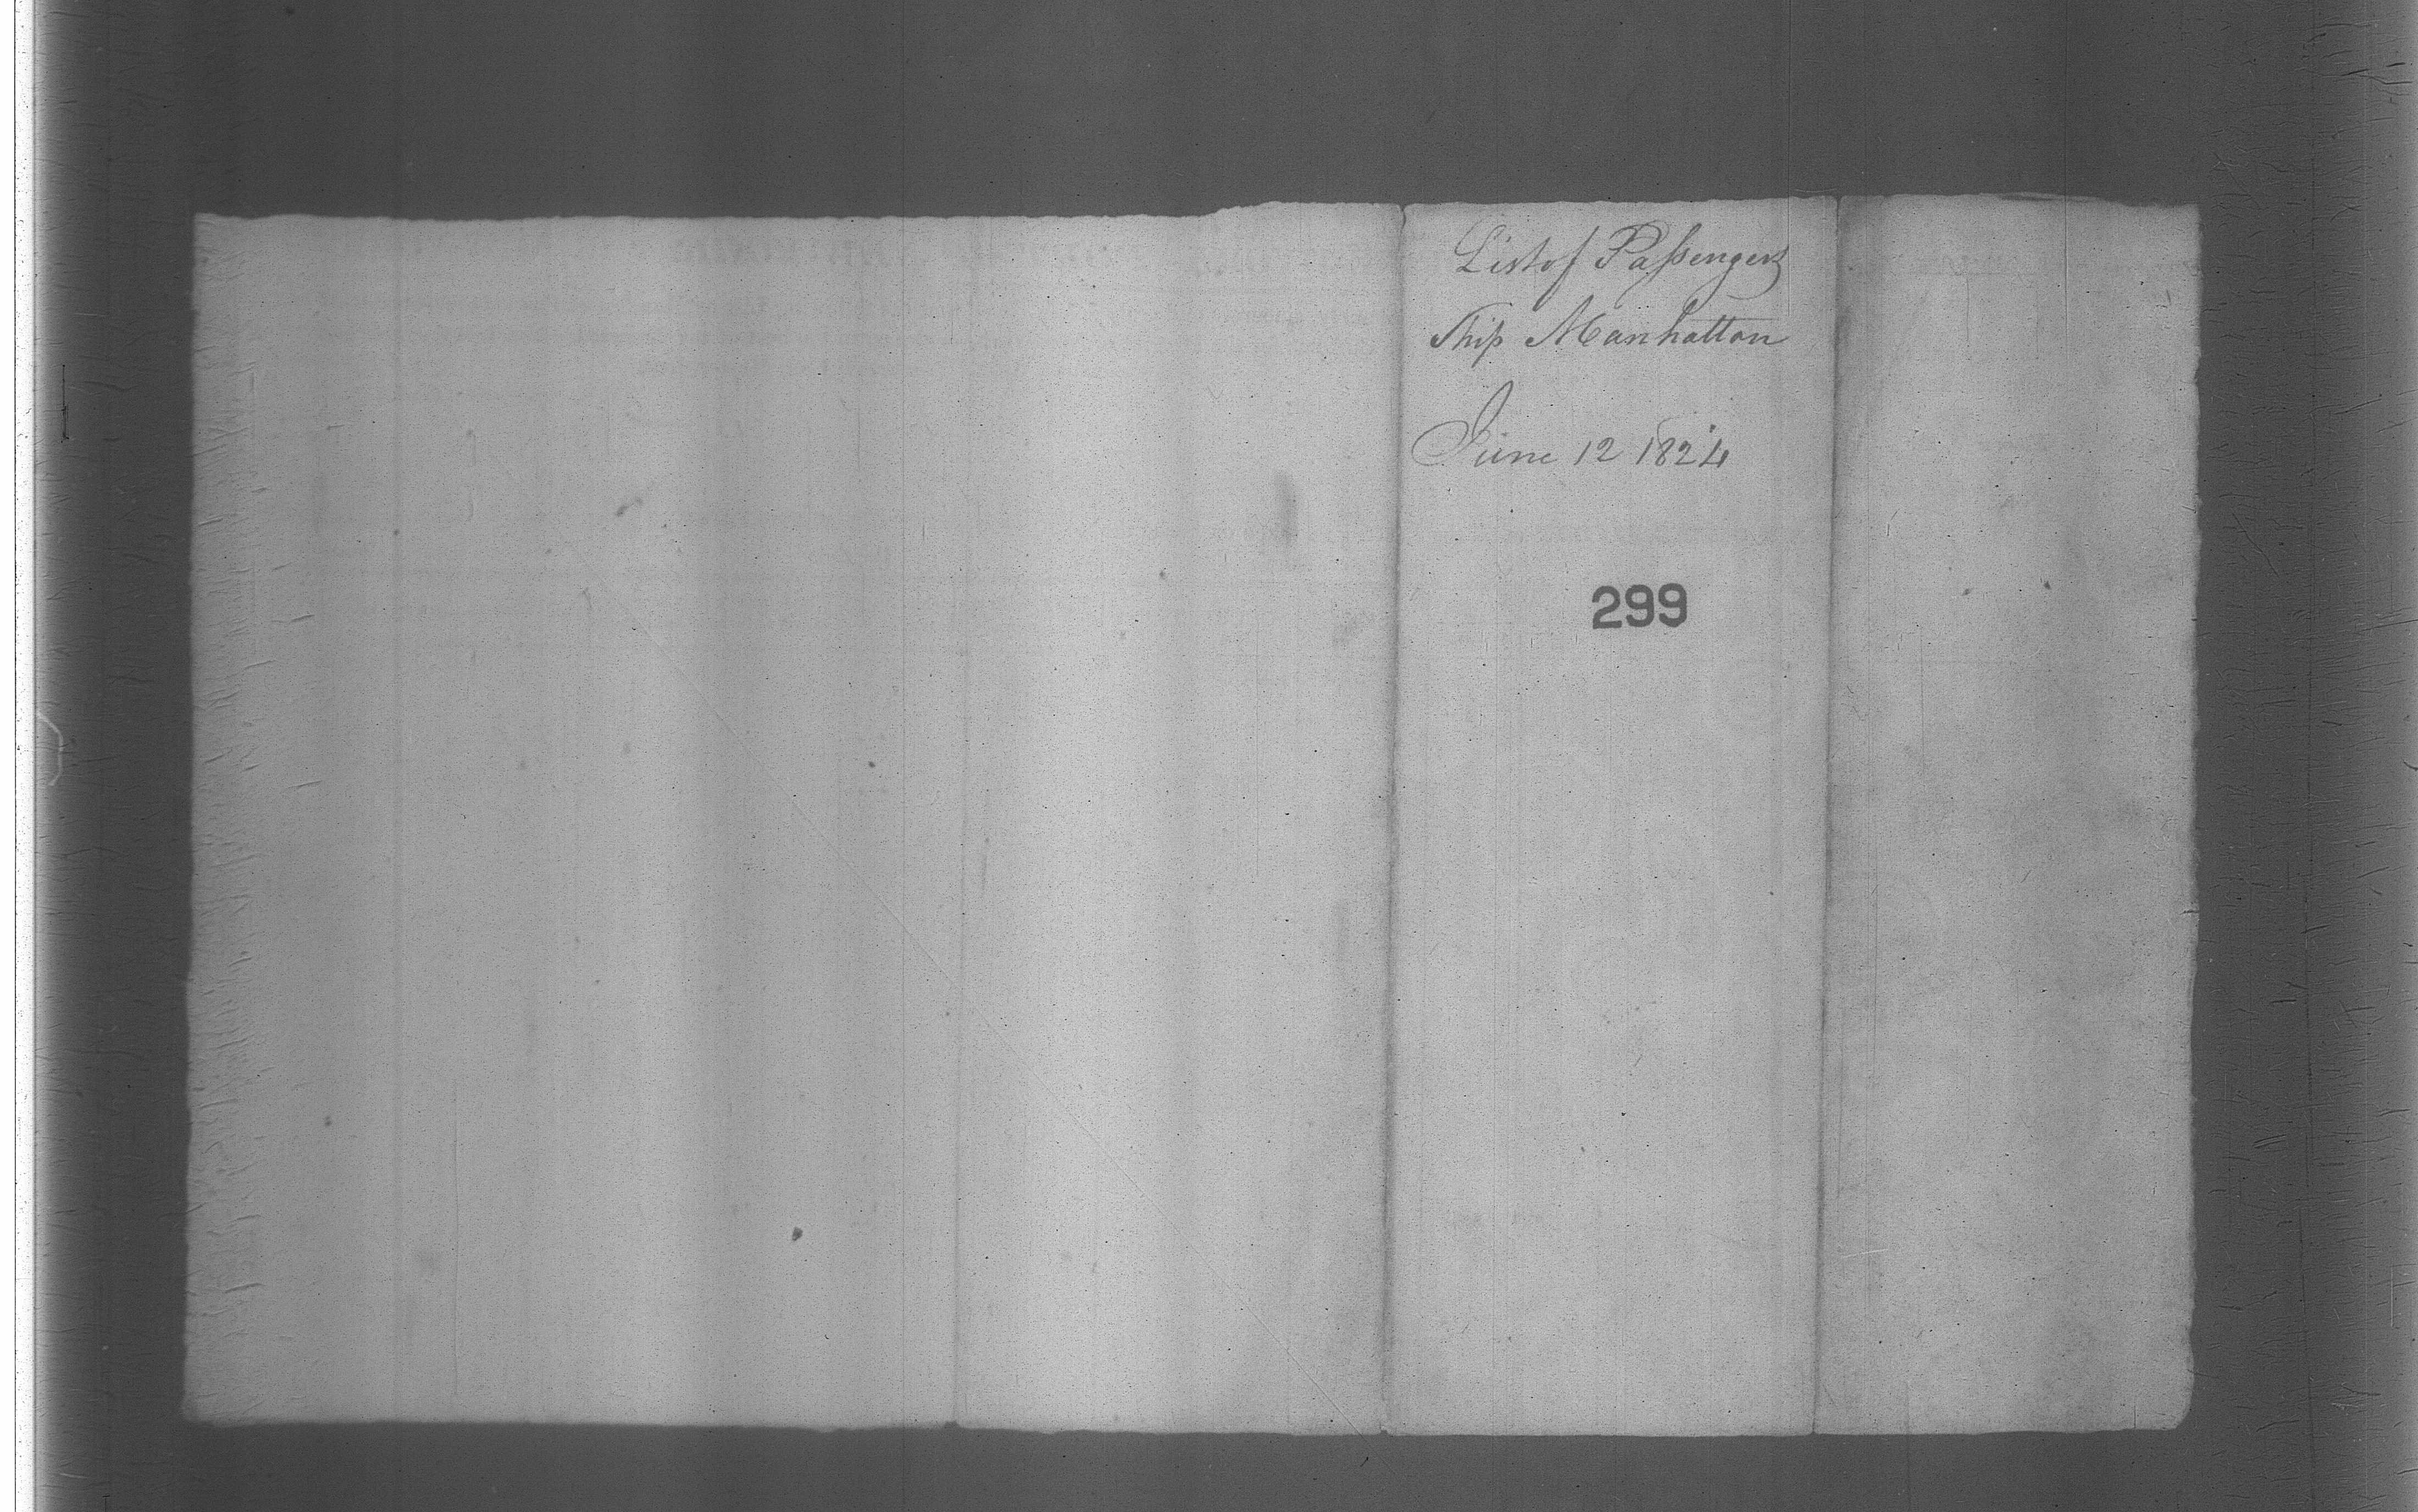 List of Passengers
Ship Manhattan
June 12 1824
299